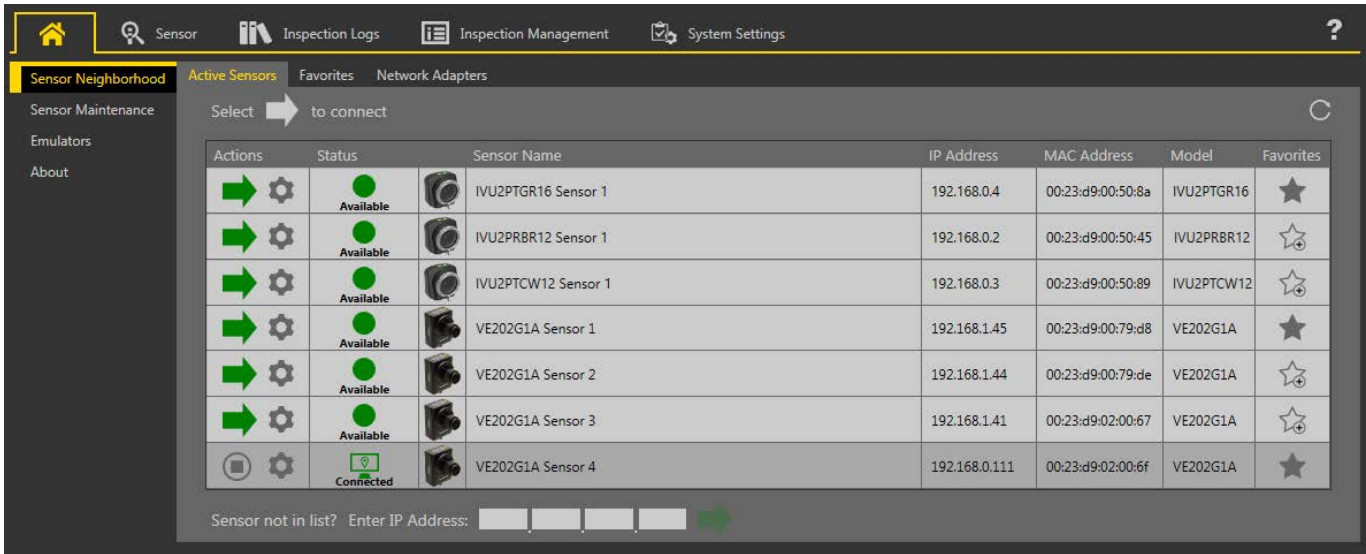 Sensor Inspection Logs Inspection Management System Settings ?
Sensor Neighborhood
Sensor Maintenance
Emulators
About
Active Sensors Favorites Network Adapters
Select to connect
Actions Status Sensor Name IP Address MAC Address Model Favorites
Available IVU2PTGR16 Sensor 1 192.168.0.4 00:23:d9:00:50:8a IVU2PTGR16
Available IVU2PRBR12 Sensor 1 192.168.0.2 00:23:d9:00:50:45 IVU2PRBR12
Available IVU2PTCW12 Sensor 1 192.168.0.3 00:23:d9:00:50:89 IVU2PTCW12
Available VE202G1A Sensor 1 192.168.1.45 00:23:d9:00:79:d8 VE202G1A
Available VE202G1A Sensor 2 192.168.1.44 00:23:d9:00:79:de VE202G1A
Available VE202G1A Sensor 3 192.168.1.41 00:23:d9:02:00:67 VE202G1A
Connected VE202G1A Sensor 4 192.168.0.111 00:23:d9:02:00:6f VE202G1A
Sensor not in list? Enter IP Address: . . .